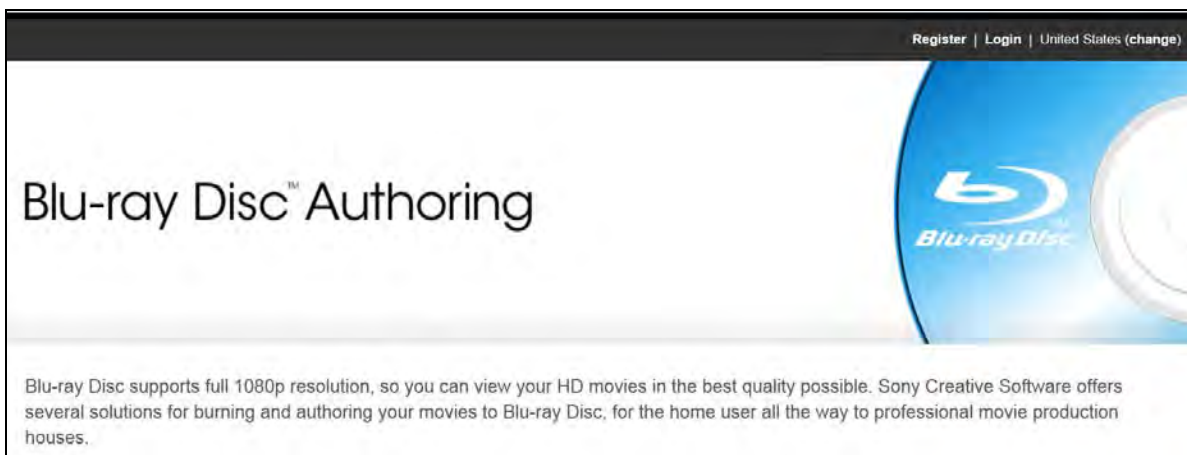 Register | Login | United States (change)
Blu-ray Disc™ Authoring
Blu-ray Disc
Blu-ray Disc supports full 1080p resolution, so you can view your HD movies in the best quality possible. Sony Creative Software offers
several solutions for burning and authoring your movies to Blu-ray Disc, for the home user all the way to professional movie production
houses.